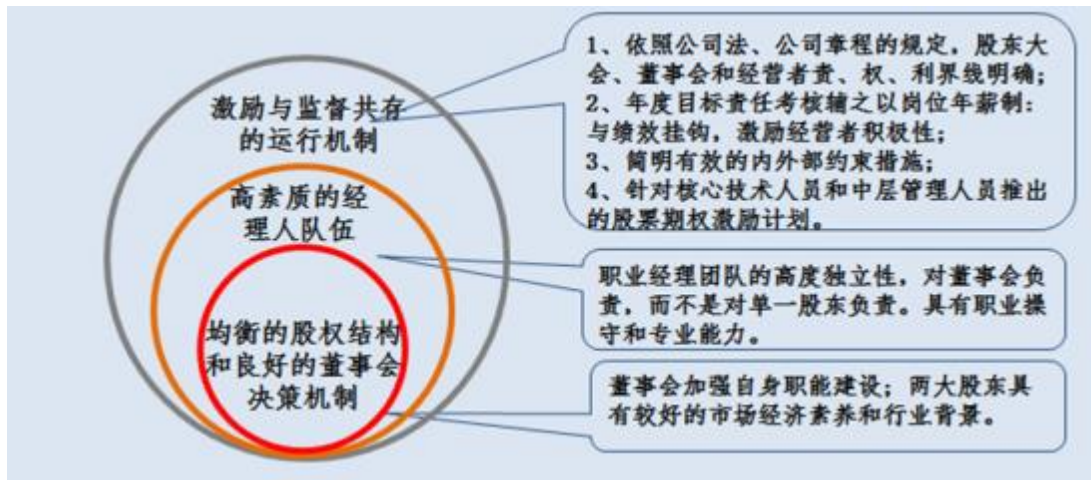 激励与监督共有
的运行机制
高素质的经
理人队伍
均衡的股权结构
和良好的董事会
决策机制
1、依照公司法、公司章程的规定，股东大
会、董事会和经营者责、权、利界线明确；
2、年度目标责任考核辅之以岗位年薪制：
与绩效挂钩，激励经营者积极性；
3、简明有效的内外部约束措施；
4、针对核心技术人员和中层管理人员推出
的股票期权激励计划。
职业经理团队的高度独立性，对董事会负
责，而不是对单一股东负责。具有职业操
守和专业能力。
董事会加强自身职能建设；两大股东具
有较好的市场经济素养和行业背景。